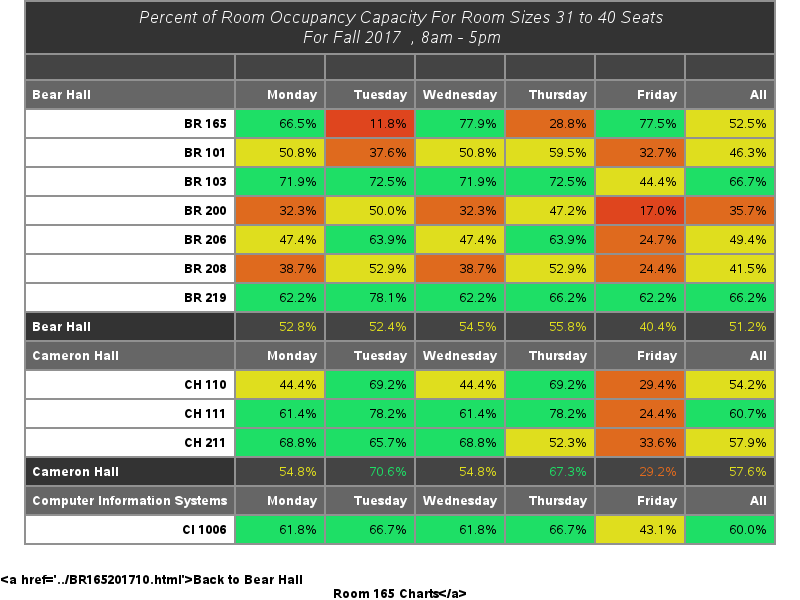 Percent of Room Occupancy Capacity For Room Sizes 31 to 40 Seats
For Fall 2017  , 8am - 5pm
Bear Hall Monday Tuesday Wednesday Thursday Friday All
BR 165 66.5% 11.8% 77.9% 28.8% 77.5% 52.5%
BR 101 50.8% 37.6% 50.8% 59.5% 32.7% 46.3%
BR 103 71.9% 72.5% 71.9% 72.5% 44.4% 66.7%
BR 200 32.3% 50.0% 32.3% 47.2% 17.0% 35.7%
BR 206 47.4% 63.9% 47.4% 63.9% 24.7% 49.4%
BR 208 38.7% 52.9% 38.7% 52.9% 24.4% 41.5%
BR 219 62.2% 78.1% 62.2% 66.2% 62.2% 66.2%
Bear Hall 52.8% 52.4% 54.5% 55.8% 40.4% 51.2%
Cameron Hall Monday Tuesday Wednesday Thursday Friday All
CH 110 44.4% 69.2% 44.4% 69.2% 29.4% 54.2%
CH 111 61.4% 78.2% 61.4% 78.2% 24.4% 60.7%
CH 211 68.8% 65.7% 68.8% 52.3% 33.6% 57.9%
Cameron Hall 54.8% 70.6% 54.8% 67.3% 29.2% 57.6%
Computer Information Systems Monday Tuesday Wednesday Thursday Friday All
CI 1006 61.8% 66.7% 61.8% 66.7% 43.1% 60.0%
<a href='../BR165201710.html'>Back to Bear Hall
Room 165 Charts</a>